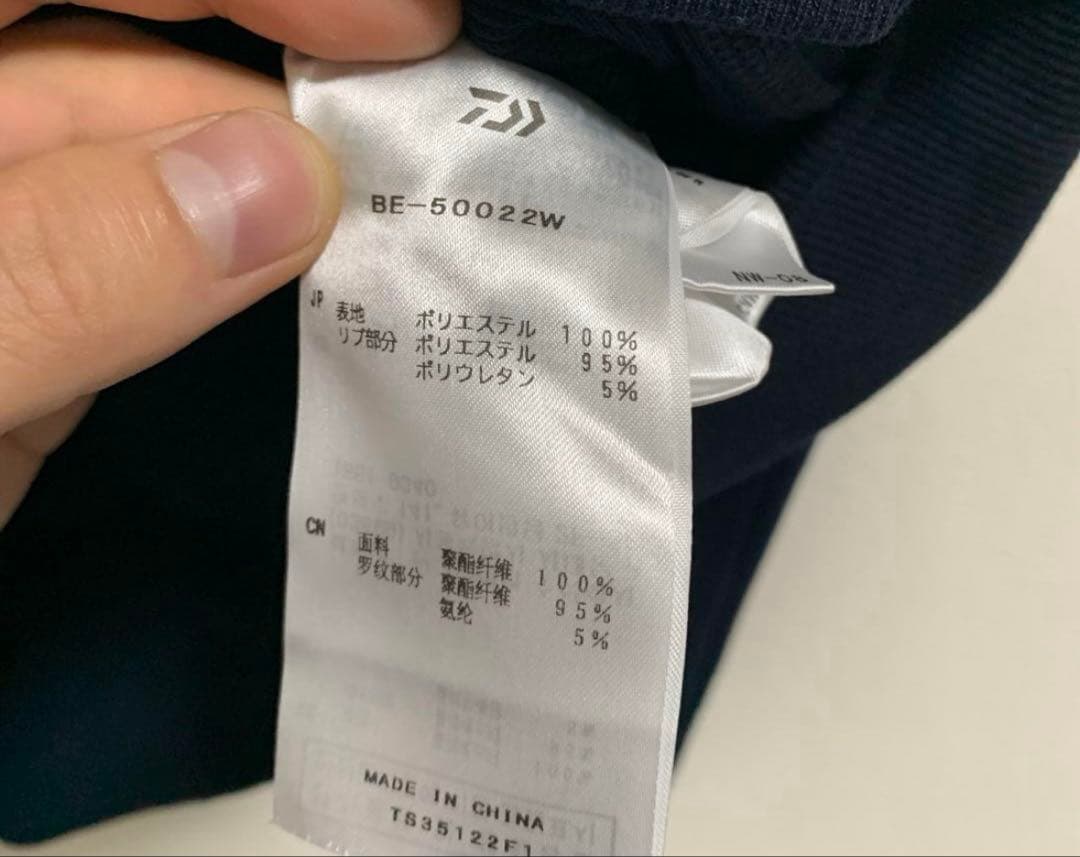 BE-50022W
JP 表地 ポリエステル 100%
リブ部分 ポリエステル 95%
ポリウレタン 5%
CN 面料 聚酯纤维 100%
罗纹部分 聚酯纤维 95%
氨纶 5%
MADE IN CHINA
TS35122F1
NW-08